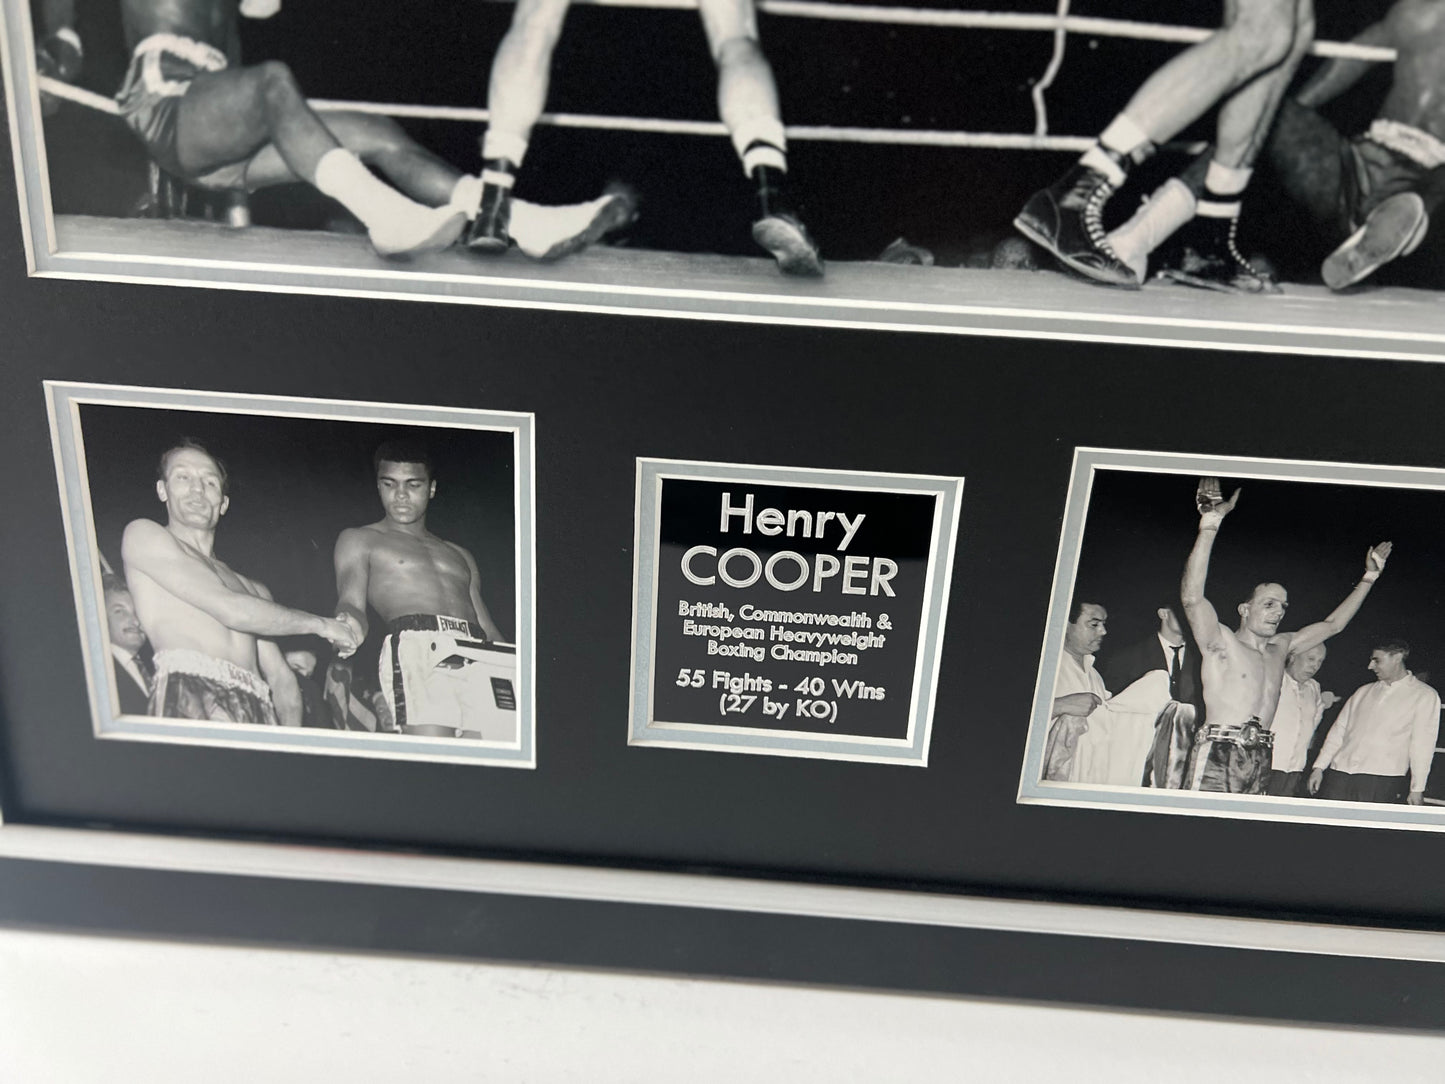 Henry
COOPER
British, Commonwealth &
European Heavyweight
Boxing Champion
55 Fights - 40 Wins
(27 by KO)
EVERLAST